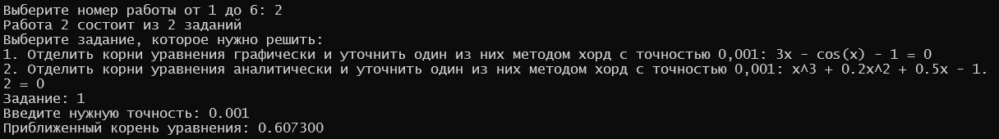 Выберите номер работы от 1 до 6: 2
Работа 2 состоит из 2 заданий
Выберите задание, которое нужно решить:
1. Отделить корни уравнения графически и уточнить один из них методом хорд с точностью 0,001: 3x - cos(x) - 1 = 0
2. Отделить корни уравнения аналитически и уточнить один из них методом хорд с точностью 0,001: x^3 + 0.2x^2 + 0.5x - 1.
2 = 0
Задание: 1
Введите нужную точность: 0.001
Приближенный корень уравнения: 0.607300